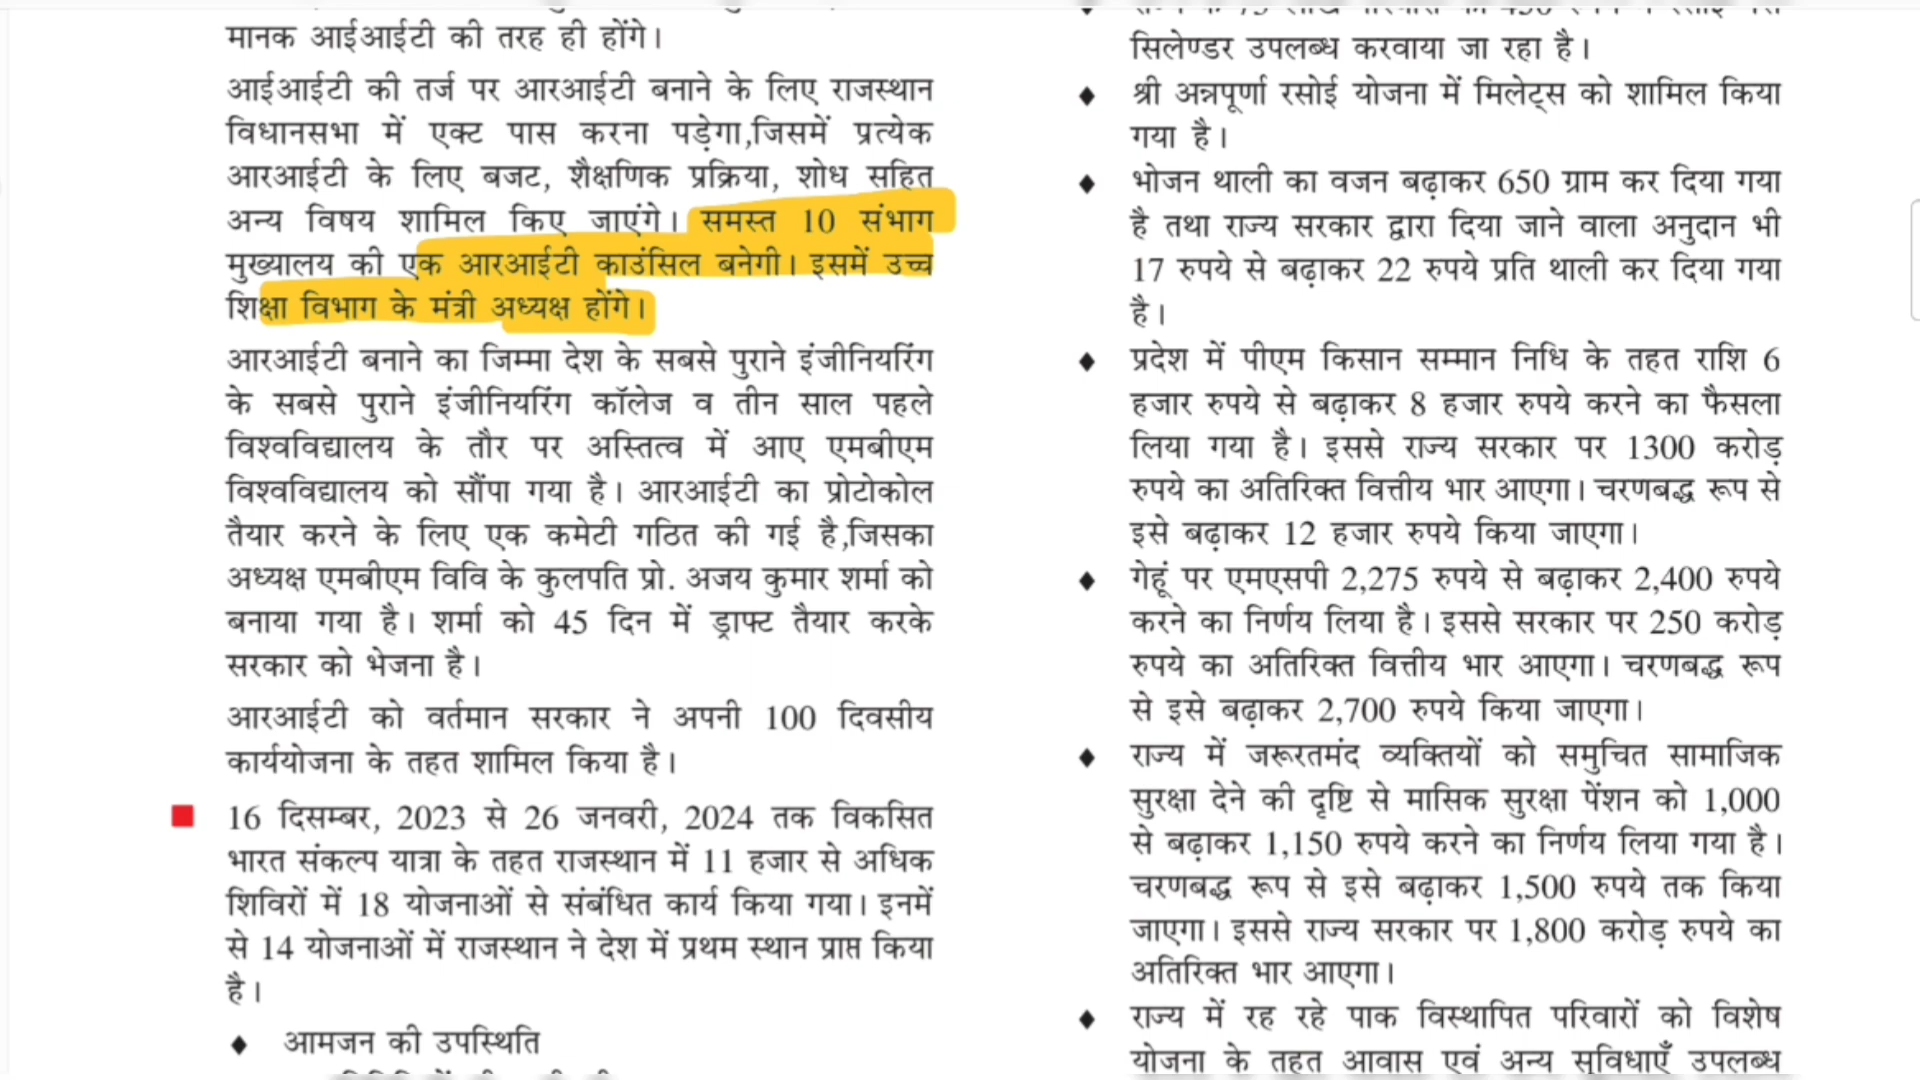 मानक आईआईटी की तरह ही होंगे।
आईआईटी की तर्ज पर आरआईटी बनाने के लिए राजस्थान
विधानसभा में एक्ट पास करना पड़ेगा,जिसमें प्रत्येक
आरआईटी के लिए बजट, शैक्षणिक प्रक्रिया, शोध सहित
अन्य विषय शामिल किए जाएंगे। समस्त 10 संभाग
मुख्यालय की एक आरआईटी काउंसिल बनेगी। इसमें उच्च
शिक्षा विभाग के मंत्री अध्यक्ष होंगे।
आरआईटी बनाने का जिम्मा देश के सबसे पुराने इंजीनियरिंग
के सबसे पुराने इंजीनियरिंग कॉलेज व तीन साल पहले
विश्वविद्यालय के तौर पर अस्तित्व में आए एमबीएम
विश्वविद्यालय को सौंपा गया है। आरआईटी का प्रोटोकोल
तैयार करने के लिए एक कमेटी गठित की गई है,जिसका
अध्यक्ष एमबीएम विवि के कुलपति प्रो. अजय कुमार शर्मा को
बनाया गया है। शर्मा को 45 दिन में ड्राफ्ट तैयार करके
सरकार को भेजना है।
आरआईटी को वर्तमान सरकार ने अपनी 100 दिवसीय
कार्ययोजना के तहत शामिल किया है।
16 दिसम्बर, 2023 से 26 जनवरी, 2024 तक विकसित
भारत संकल्प यात्रा के तहत राजस्थान में 11 हजार से अधिक
शिविरों में 18 योजनाओं से संबंधित कार्य किया गया। इनमें
से 14 योजनाओं में राजस्थान ने देश में प्रथम स्थान प्राप्त किया
है।
♦ आमजन की उपस्थिति
सिलेण्डर उपलब्ध करवाया जा रहा है।
♦ श्री अन्नपूर्णा रसोई योजना में मिलेट्स को शामिल किया
गया है।
♦ भोजन थाली का वजन बढ़ाकर 650 ग्राम कर दिया गया
है तथा राज्य सरकार द्वारा दिया जाने वाला अनुदान भी
17 रुपये से बढ़ाकर 22 रुपये प्रति थाली कर दिया गया
है।
♦ प्रदेश में पीएम किसान सम्मान निधि के तहत राशि 6
हजार रुपये से बढ़ाकर 8 हजार रुपये करने का फैसला
लिया गया है। इससे राज्य सरकार पर 1300 करोड़
रुपये का अतिरिक्त वित्तीय भार आएगा। चरणबद्ध रूप से
इसे बढ़ाकर 12 हजार रुपये किया जाएगा।
♦ गेहूं पर एमएसपी 2,275 रुपये से बढ़ाकर 2,400 रुपये
करने का निर्णय लिया है। इससे सरकार पर 250 करोड़
रुपये का अतिरिक्त वित्तीय भार आएगा। चरणबद्ध रूप
से इसे बढ़ाकर 2,700 रुपये किया जाएगा।
♦ राज्य में जरूरतमंद व्यक्तियों को समुचित सामाजिक
सुरक्षा देने की दृष्टि से मासिक सुरक्षा पेंशन को 1,000
से बढ़ाकर 1,150 रुपये करने का निर्णय लिया गया है।
चरणबद्ध रूप से इसे बढ़ाकर 1,500 रुपये तक किया
जाएगा। इससे राज्य सरकार पर 1,800 करोड़ रुपये का
अतिरिक्त भार आएगा।
♦ राज्य में रह रहे पाक विस्थापित परिवारों को विशेष
योजना के तहत आवास एवं अन्य सुविधाएँ उपलब्ध